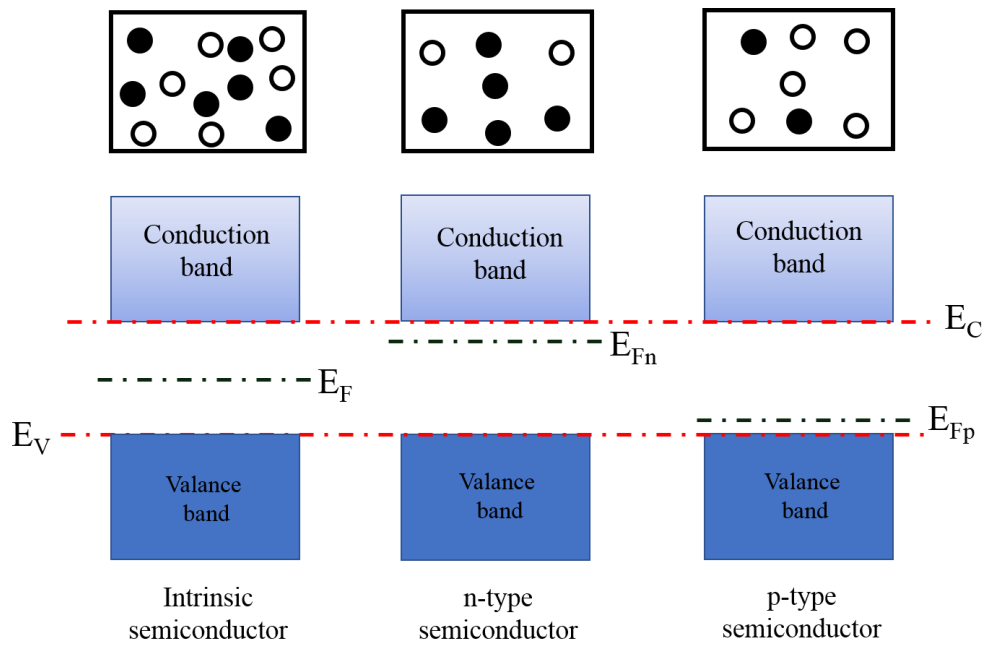 Conduction
band
Conduction
band
Conduction
band
E_C
E_Fn
E_F
E_Fp
E_V
Valance
band
Valance
band
Valance
band
Intrinsic
semiconductor
n-type
semiconductor
p-type
semiconductor